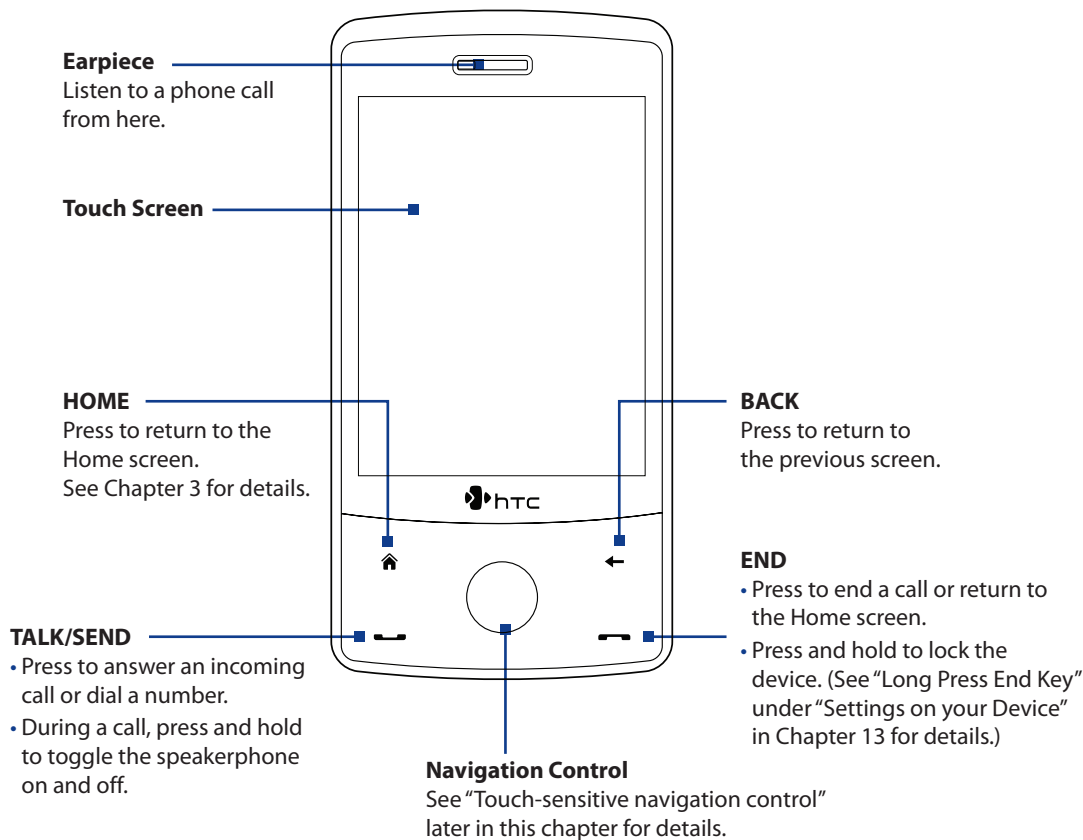 Earpiece
Listen to a phone call
from here.
Touch Screen
HOME
Press to return to the
Home screen.
See Chapter 3 for details.
BACK
Press to return to
the previous screen.
htc
END
• Press to end a call or return to
the Home screen.
• Press and hold to lock the
device. (See “Long Press End Key”
under “Settings on your Device”
in Chapter 13 for details.)
TALK/SEND
• Press to answer an incoming
call or dial a number.
• During a call, press and hold
to toggle the speakerphone
on and off.
Navigation Control
See “Touch-sensitive navigation control”
later in this chapter for details.